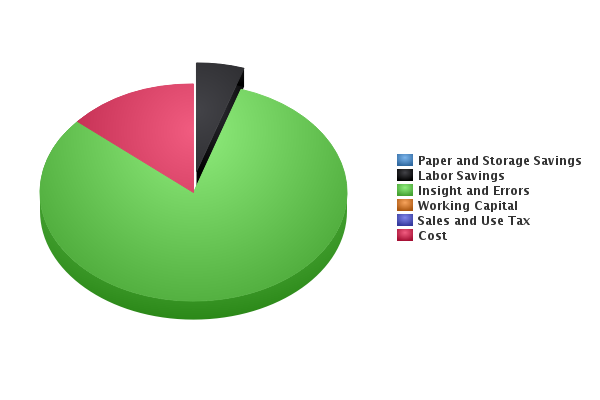 Paper and Storage Savings
Labor Savings
Insight and Errors
Working Capital
Sales and Use Tax
Cost